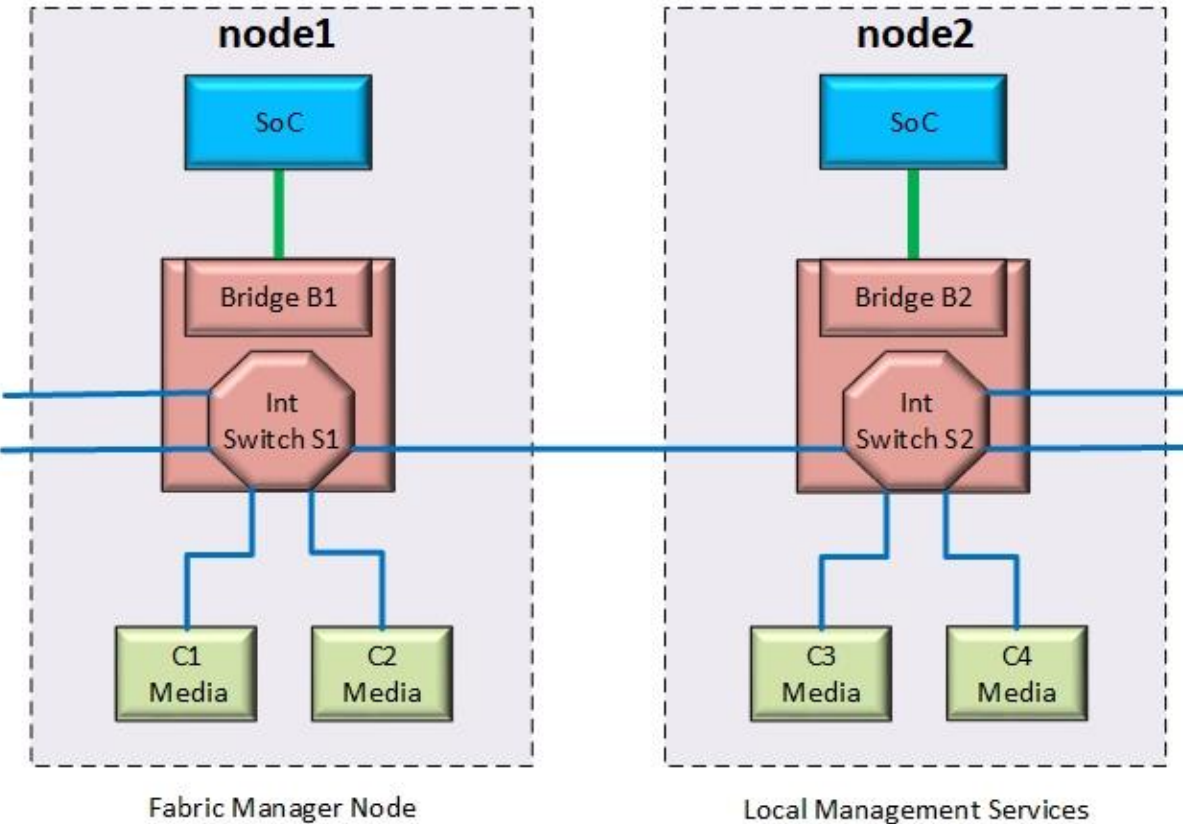 node1
SoC
Bridge B1
Int
Switch S1
C1
Media
C2
Media
Fabric Manager Node
node2
SoC
Bridge B2
Int
Switch S2
C3
Media
C4
Media
Local Management Services